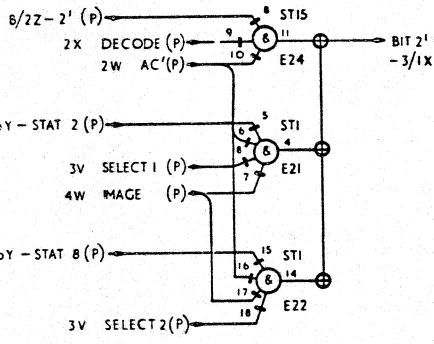 6/2Z-2' (P)
8
ST15
2X DECODE (P)
9
11
BIT 2'
2W AC'(P)
10
E24
-3/1X
&
Y-STAT 2 (P)
5
ST1
6
8
&
4
3V SELECT 1 (P)
7
E21
4W IMAGE (P)
Y-STAT 8 (P)
15
ST1
16
&
14
17
E22
18
3V SELECT 2(P)